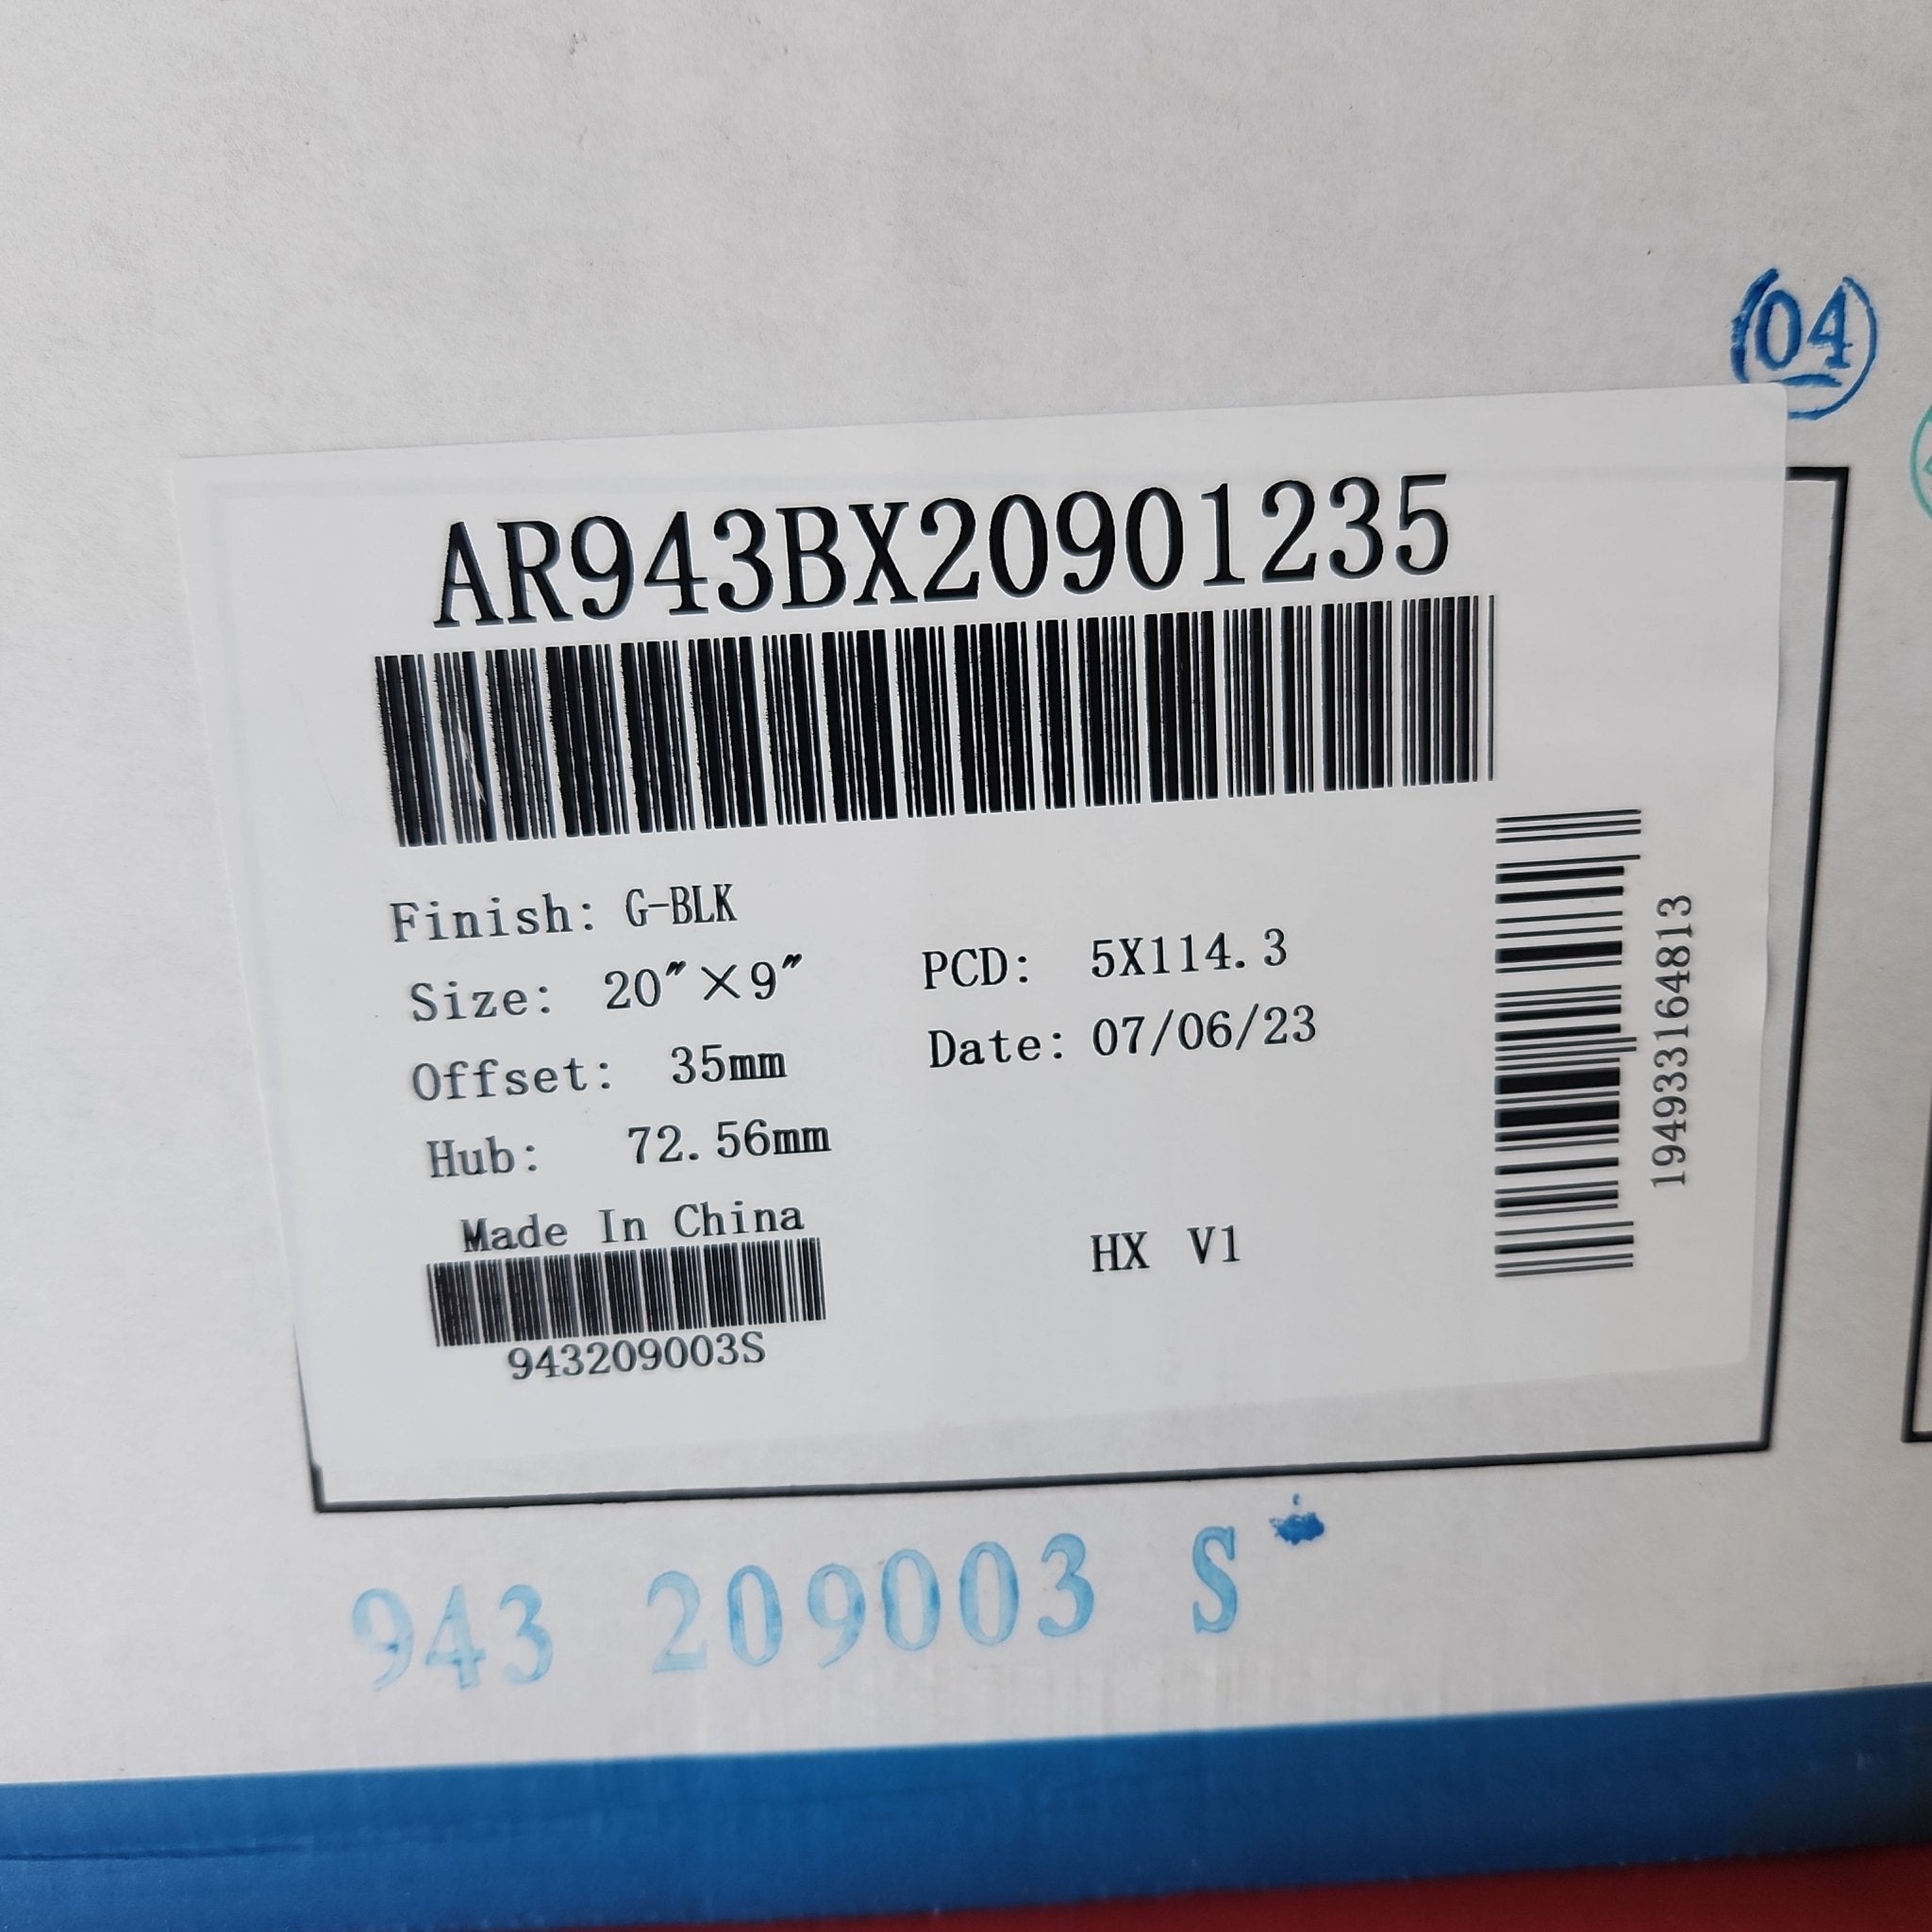 04
AR943BX20901235
Finish: G-BLK
Size: 20"×9"
PCD: 5X114.3
Offset: 35mm
Date: 07/06/23
Hub: 72.56mm
Made In China
HX V1
943209003S
194933164813
943 209003 S